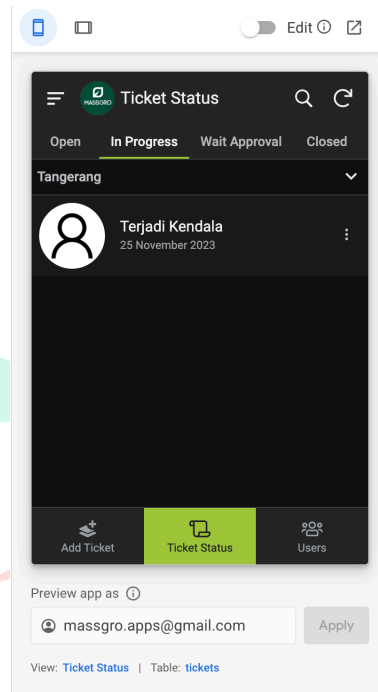 Edit
MASSGRO Ticket Status
Open In Progress Wait Approval Closed
Tangerang
Terjadi Kendala
25 November 2023
Add Ticket Ticket Status Users
Preview app as
massgro.apps@gmail.com Apply
View: Ticket Status | Table: tickets